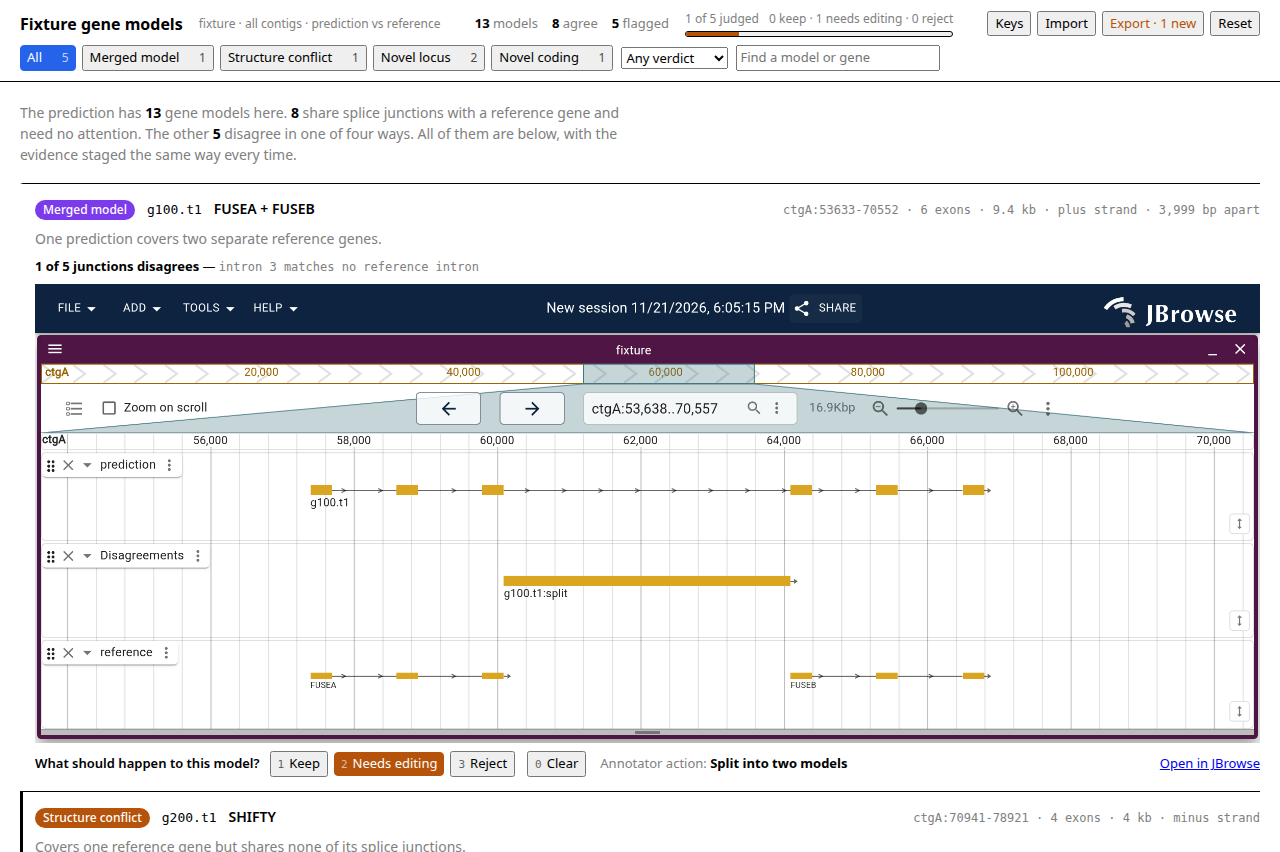 Fixture gene models fixture · all contigs · prediction vs reference 13 models 8 agree 5 flagged 1 of 5 judged 0 keep · 1 needs editing · 0 reject Keys Import Export · 1 new Reset
All 5 Merged model 1 Structure conflict 1 Novel locus 2 Novel coding 1 Any verdict Find a model or gene
The prediction has 13 gene models here. 8 share splice junctions with a reference gene and
need no attention. The other 5 disagree in one of four ways. All of them are below, with the
evidence staged the same way every time.
Merged model g100.t1 FUSEA + FUSEB ctgA:53633-70552 · 6 exons · 9.4 kb · plus strand · 3,999 bp apart
One prediction covers two separate reference genes.
1 of 5 junctions disagrees — intron 3 matches no reference intron
FILE ADD TOOLS HELP New session 11/21/2026, 6:05:15 PM SHARE JBrowse
fixture
ctgA 20,000 40,000 60,000 80,000 100,000
Zoom on scroll ctgA:53,638..70,557 16.9Kbp
ctgA 56,000 58,000 60,000 62,000 64,000 66,000 68,000 70,000
prediction
g100.t1
Disagreements
g100.t1:split
reference
FUSEA FUSEB
What should happen to this model? 1 Keep 2 Needs editing 3 Reject 0 Clear Annotator action: Split into two models Open in JBrowse
Structure conflict g200.t1 SHIFTY ctgA:70941-78921 · 4 exons · 4 kb · minus strand
Covers one reference gene but shares none of its splice junctions.